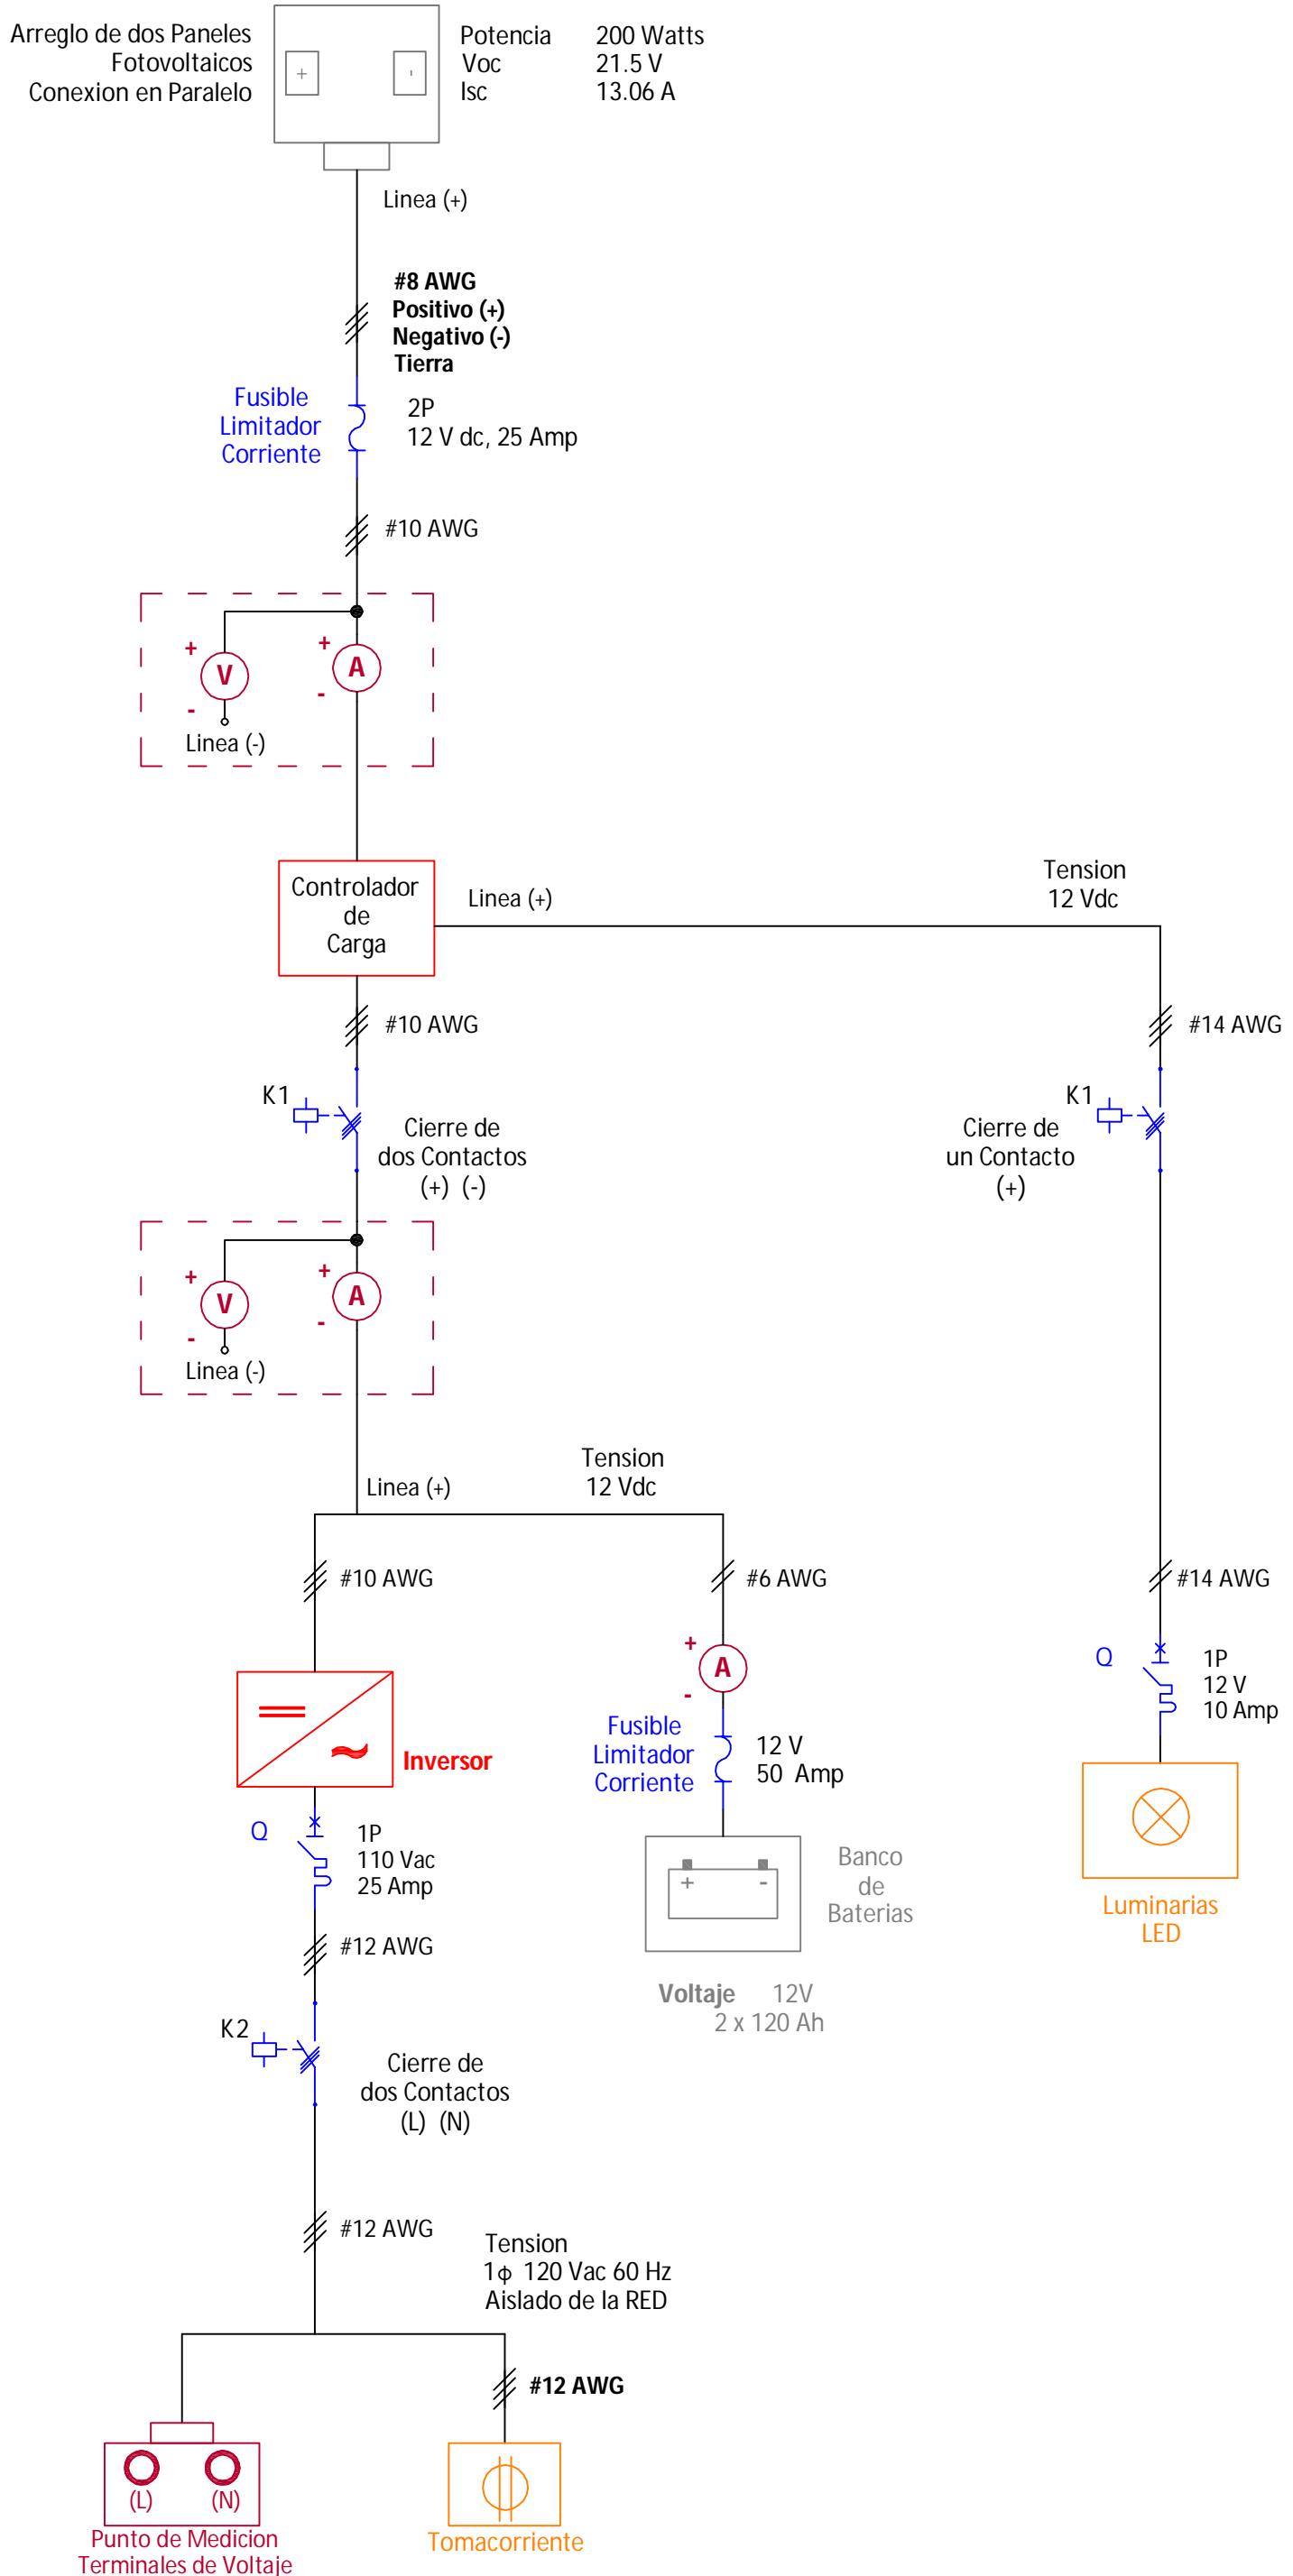 Arreglo de dos Paneles
Fotovoltaicos
Conexion en Paralelo
+
-
Potencia 200 Watts
Voc 21.5 V
Isc 13.06 A
Linea (+)
#8 AWG
Positivo (+)
Negativo (-)
Tierra
Fusible
Limitador
Corriente
2P
12 V dc, 25 Amp
#10 AWG
+
V
-
Linea (-)
+
A
-
Controlador
de
Carga
Linea (+)
Tension
12 Vdc
#10 AWG
#14 AWG
K1
Cierre de
dos Contactos
(+) (-)
K1
Cierre de
un Contacto
(+)
+
V
-
Linea (-)
+
A
-
Linea (+)
Tension
12 Vdc
#10 AWG
#6 AWG
#14 AWG
+
A
-
Q
1P
12 V
10 Amp
Inversor
Fusible
Limitador
Corriente
12 V
50 Amp
Q
1P
110 Vac
25 Amp
+ -
Banco
de
Baterias
Luminarias
LED
#12 AWG
Voltaje 12V
2 x 120 Ah
K2
Cierre de
dos Contactos
(L) (N)
#12 AWG
Tension
1ϕ 120 Vac 60 Hz
Aislado de la RED
#12 AWG
(L) (N)
Punto de Medicion
Terminales de Voltaje
Tomacorriente